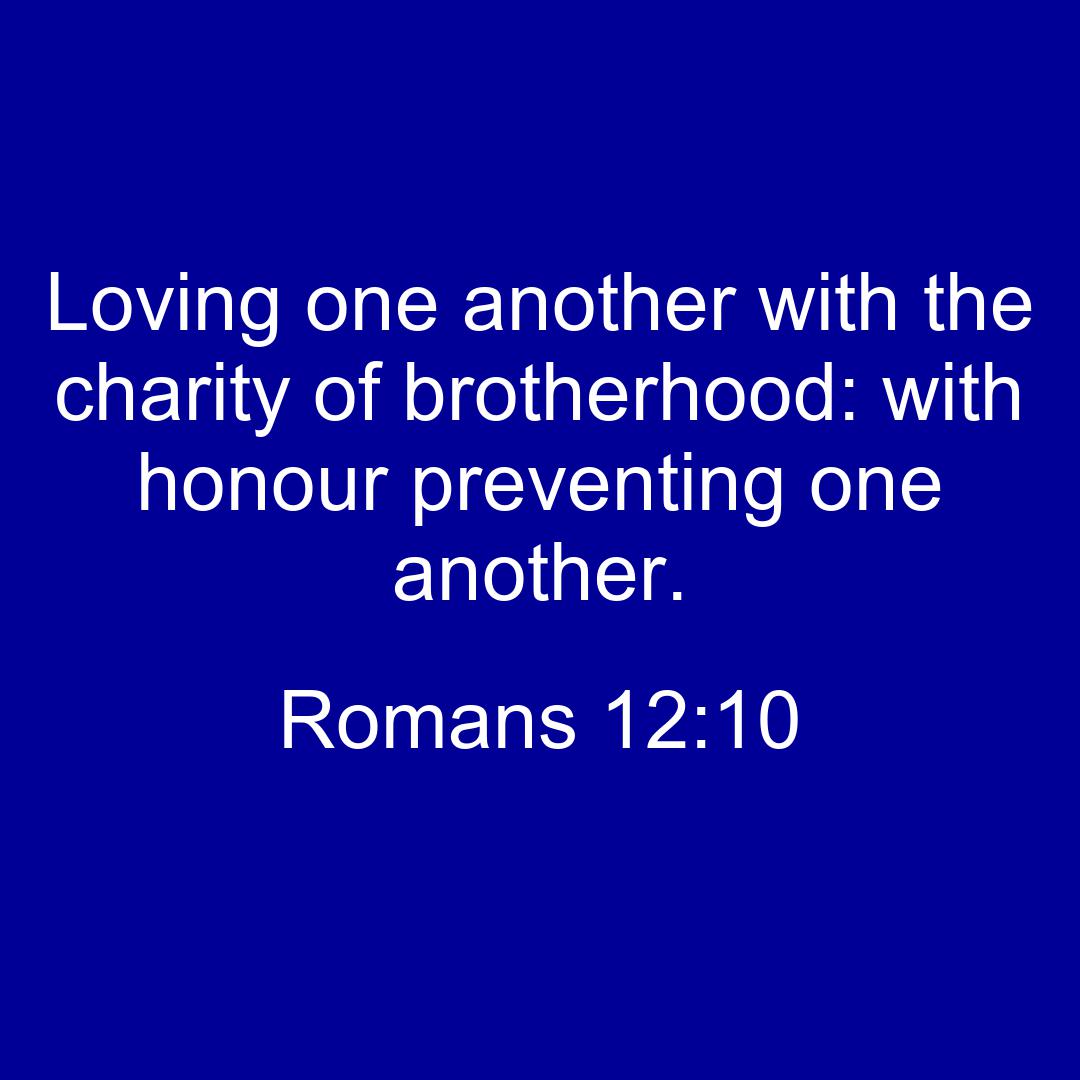 Loving one another with the
charity of brotherhood: with
honour preventing one
another.
Romans 12:10